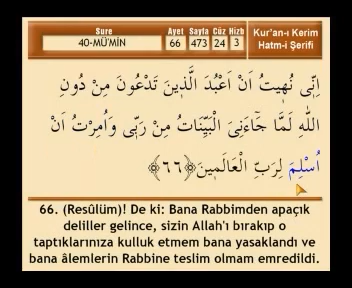 Sure Ayet Sayfa Cüz Hizb
40-MÜ'MİN 66 473 24 3
Kur'an-ı Kerim
Hatm-i Şerifi
اِنّ۪ي نُه۪يتُ اَنْ اَعْبُدَ الَّذ۪ينَ تَدْعُونَ مِنْ دُونِ
اللّٰهِ لَمَّا جَٓاءَنِيَ الْبَيِّنَاتُ مِنْ رَبّ۪ي وَاُمِرْتُ اَنْ
اُسْلِمَ لِرَبِّ الْعَالَم۪ينَ ﴿٦٦﴾
66. (Resûlüm)! De ki: Bana Rabbimden apaçık
deliller gelince, sizin Allah'ı bırakıp o
taptıklarınıza kulluk etmem bana yasaklandı ve
bana âlemlerin Rabbine teslim olmam emredildi.